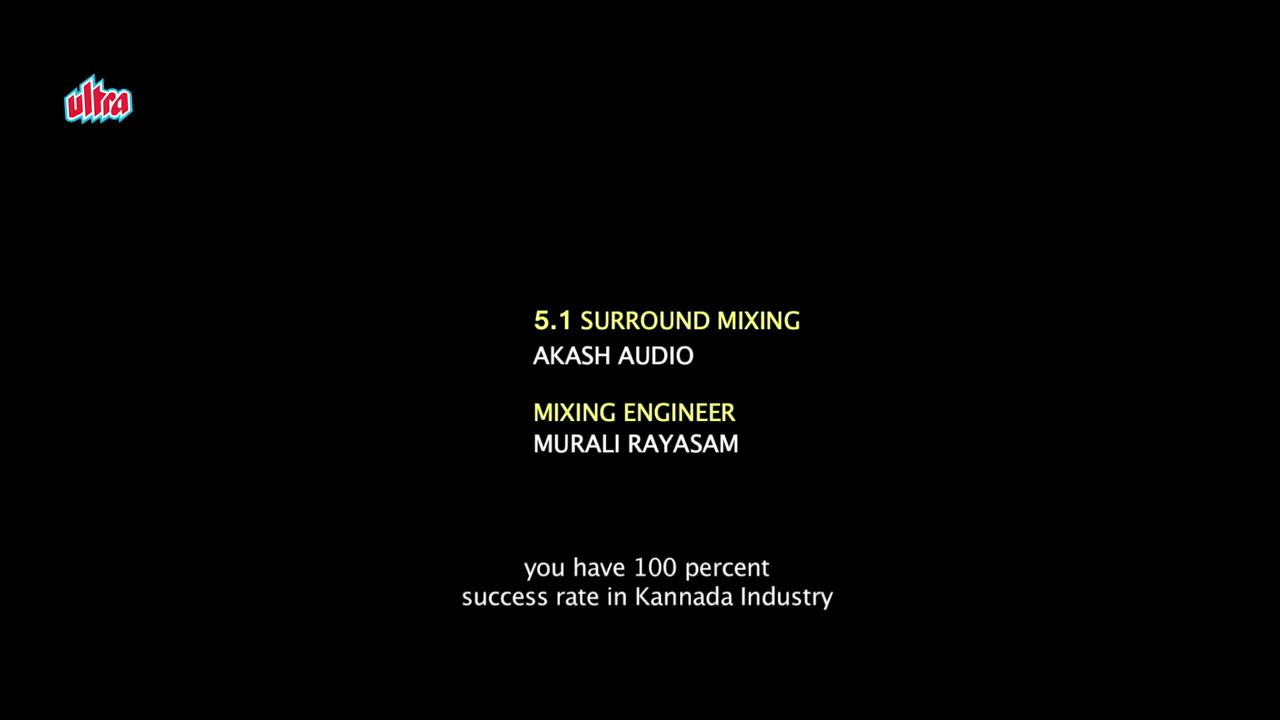 ultra
5.1 SURROUND MIXING
AKASH AUDIO
MIXING ENGINEER
MURALI RAYASAM
you have 100 percent
success rate in Kannada Industry